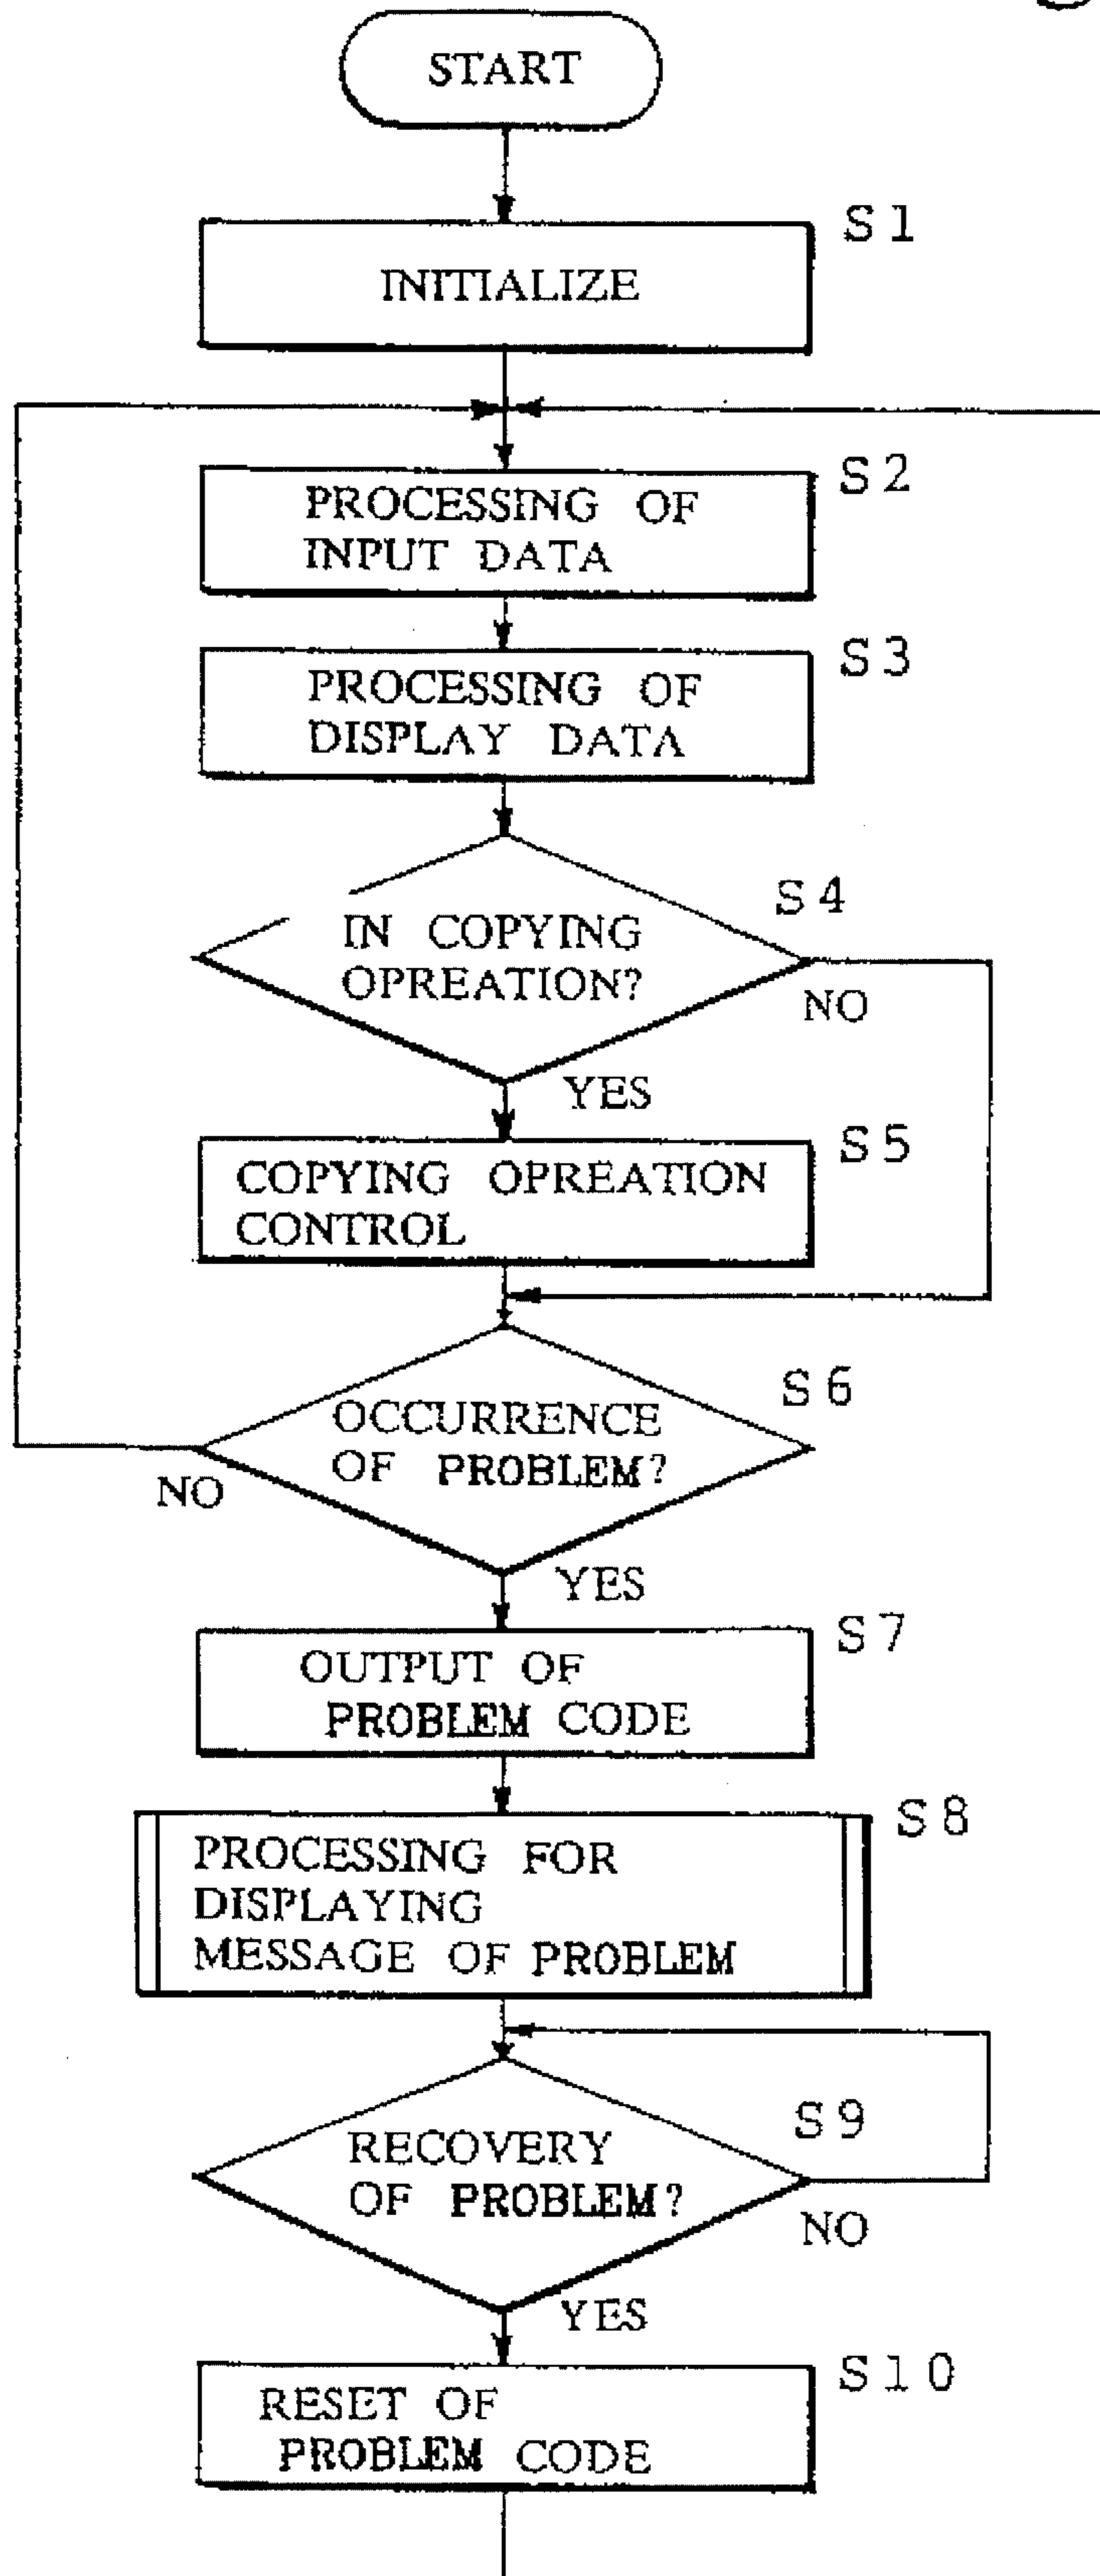 START
S1
INITIALIZE
S2
PROCESSING OF
INPUT DATA
S3
PROCESSING OF
DISPLAY DATA
S4
IN COPYING
OPREATION?
NO
YES
S5
COPYING OPREATION
CONTROL
S6
OCCURRENCE
OF PROBLEM?
NO
YES
S7
OUTPUT OF
PROBLEM CODE
S8
PROCESSING FOR
DISPLAYING
MESSAGE OF PROBLEM
S9
RECOVERY
OF PROBLEM?
NO
YES
S10
RESET OF
PROBLEM CODE